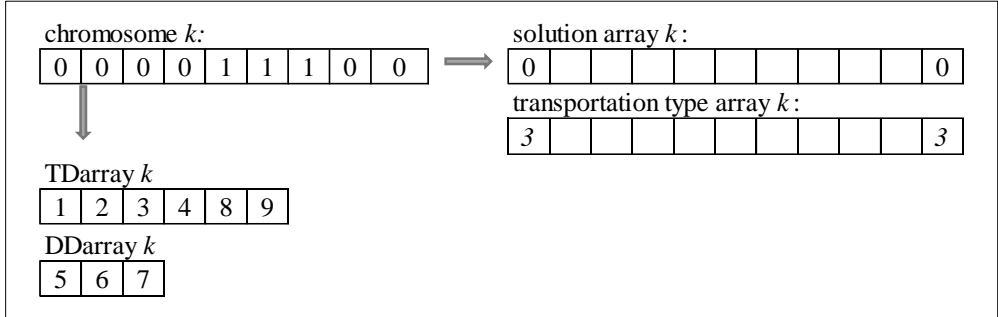 chromosome k:
0 0 0 0 1 1 1 0 0
solution array k :
0 0
transportation type array k :
3 3
TDarray k
1 2 3 4 8 9
DDarray k
5 6 7